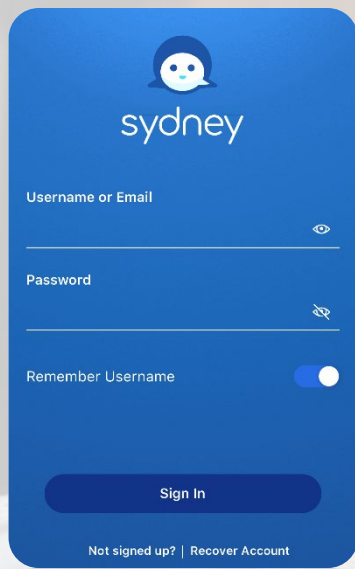 sydney
Username or Email
Password
Remember Username
Sign In
Not signed up? | Recover Account